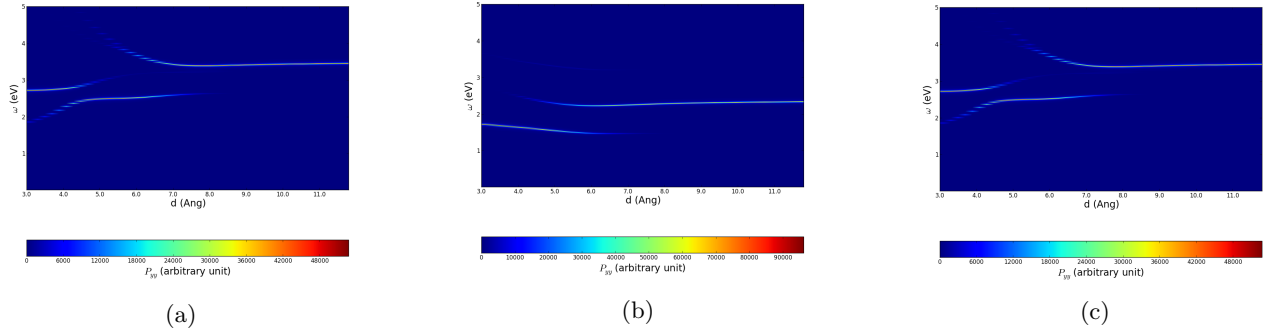 5
4
3
2
1
ω (eV)
3.0 4.0 5.0 6.0 7.0 8.0 9.0 10.0 11.0
d (Ang)
0 6000 12000 18000 24000 30000 36000 42000 48000
P_yy (arbitrary unit)
(a)
5
4
3
2
1
ω (eV)
3.0 4.0 5.0 6.0 7.0 8.0 9.0 10.0 11.0
d (Ang)
0 10000 20000 30000 40000 50000 60000 70000 80000 90000
P_yy (arbitrary unit)
(b)
5
4
3
2
1
ω (eV)
3.0 4.0 5.0 6.0 7.0 8.0 9.0 10.0 11.0
d (Ang)
0 6000 12000 18000 24000 30000 36000 42000 48000
P_yy (arbitrary unit)
(c)